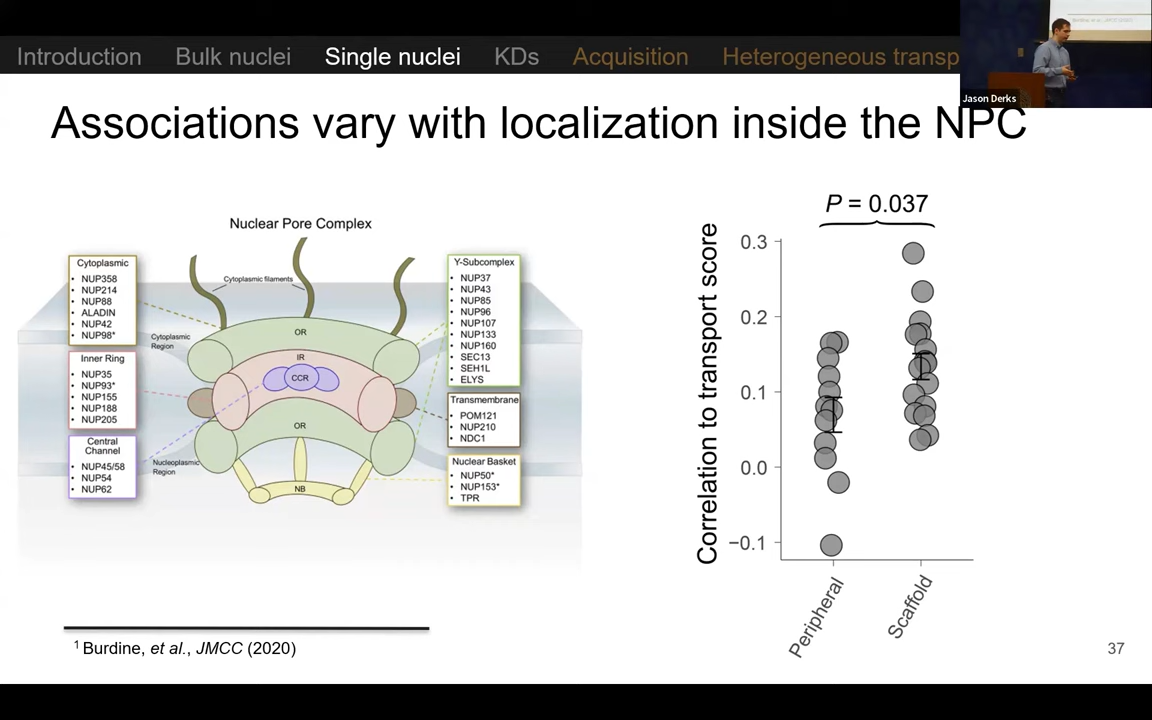 Introduction Bulk nuclei Single nuclei KDs Acquisition Heterogeneous transp
Jason Derks
Associations vary with localization inside the NPC
Nuclear Pore Complex
Cytoplasmic
• NUP358
• NUP214
• NUP88
• ALADIN
• NUP42
• NUP98*
Inner Ring
• NUP35
• NUP93*
• NUP155
• NUP188
• NUP205
Central
Channel
• NUP45/58
• NUP54
• NUP62
Cytoplasmic filaments
Cytoplasmic
Region
OR
IR
CCR
OR
Nucleoplasmic
Region
NB
Y-Subcomplex
• NUP37
• NUP43
• NUP85
• NUP96
• NUP107
• NUP133
• NUP160
• SEC13
• SEH1L
• ELYS
Transmembrane
• POM121
• NUP210
• NDC1
Nuclear Basket
• NUP50*
• NUP153*
• TPR
P = 0.037
Correlation to transport score
0.3
0.2
0.1
0.0
−0.1
Peripheral
Scaffold
1 Burdine, et al., JMCC (2020)
37